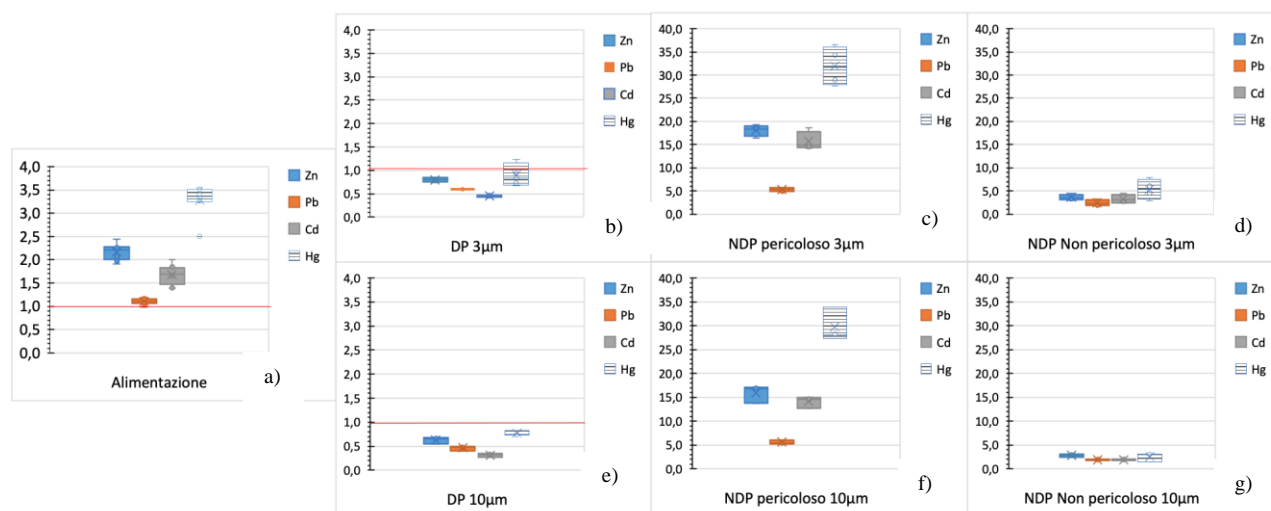 4,0
3,5
3,0
2,5
2,0
1,5
1,0
0,5
0,0
Zn
Pb
Cd
Hg
Alimentazione
a)
4,0
3,5
3,0
2,5
2,0
1,5
1,0
0,5
0,0
Zn
Pb
Cd
Hg
DP 3µm
b)
40,0
35,0
30,0
25,0
20,0
15,0
10,0
5,0
0,0
Zn
Pb
Cd
Hg
NDP pericoloso 3µm
c)
40,0
35,0
30,0
25,0
20,0
15,0
10,0
5,0
0,0
Zn
Pb
Cd
Hg
NDP Non pericoloso 3µm
d)
4,0
3,5
3,0
2,5
2,0
1,5
1,0
0,5
0,0
Zn
Pb
Cd
Hg
DP 10µm
e)
40,0
35,0
30,0
25,0
20,0
15,0
10,0
5,0
0,0
Zn
Pb
Cd
Hg
NDP pericoloso 10µm
f)
40,0
35,0
30,0
25,0
20,0
15,0
10,0
5,0
0,0
Zn
Pb
Cd
Hg
NDP Non pericoloso 10µm
g)